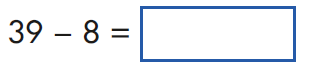 39 – 8 =